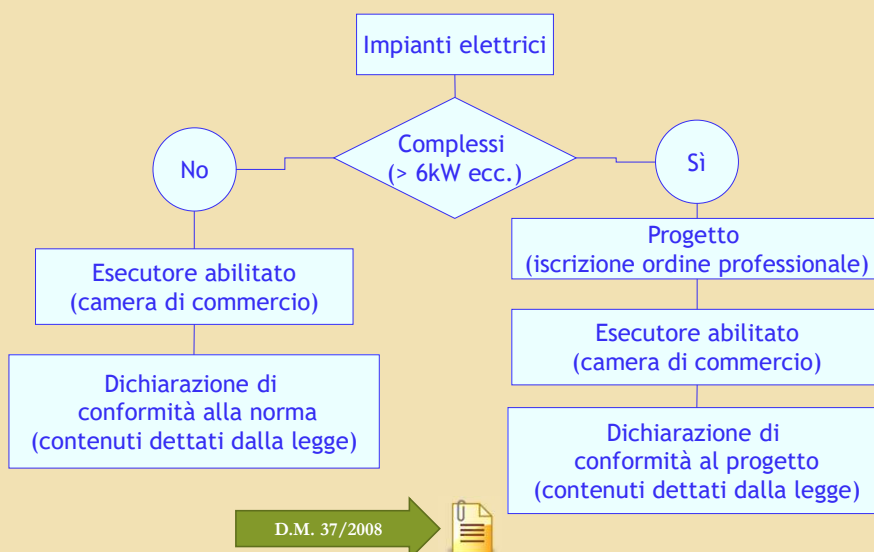 Impianti elettrici
Complessi
(> 6kW ecc.)
No
Sì
Esecutore abilitato
(camera di commercio)
Dichiarazione di
conformità alla norma
(contenuti dettati dalla legge)
Progetto
(iscrizione ordine professionale)
Esecutore abilitato
(camera di commercio)
Dichiarazione di
conformità al progetto
(contenuti dettati dalla legge)
D.M. 37/2008